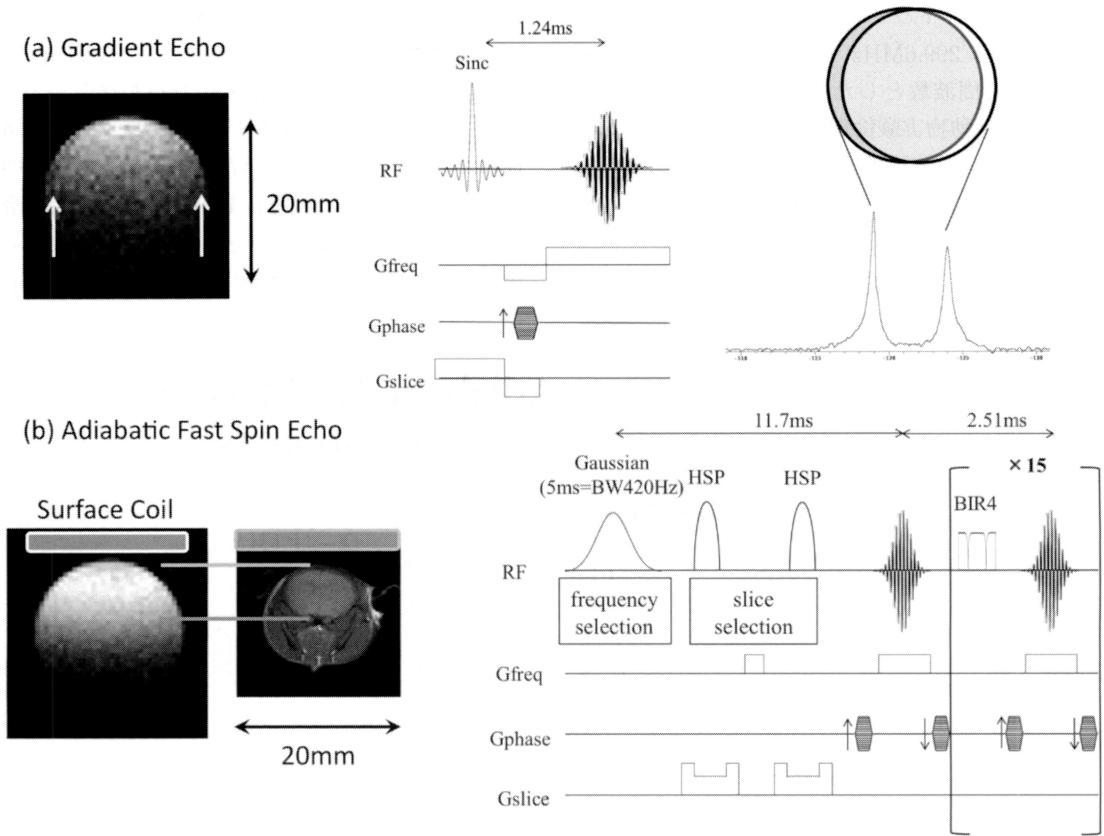 (a) Gradient Echo
20mm
1.24ms
Sinc
RF
Gfreq
Gphase
Gslice
(b) Adiabatic Fast Spin Echo
Surface Coil
20mm
11.7ms
2.51ms
Gaussian
(5ms=BW420Hz)
HSP
HSP
×15
BIR4
RF
frequency
selection
slice
selection
Gfreq
Gphase
Gslice